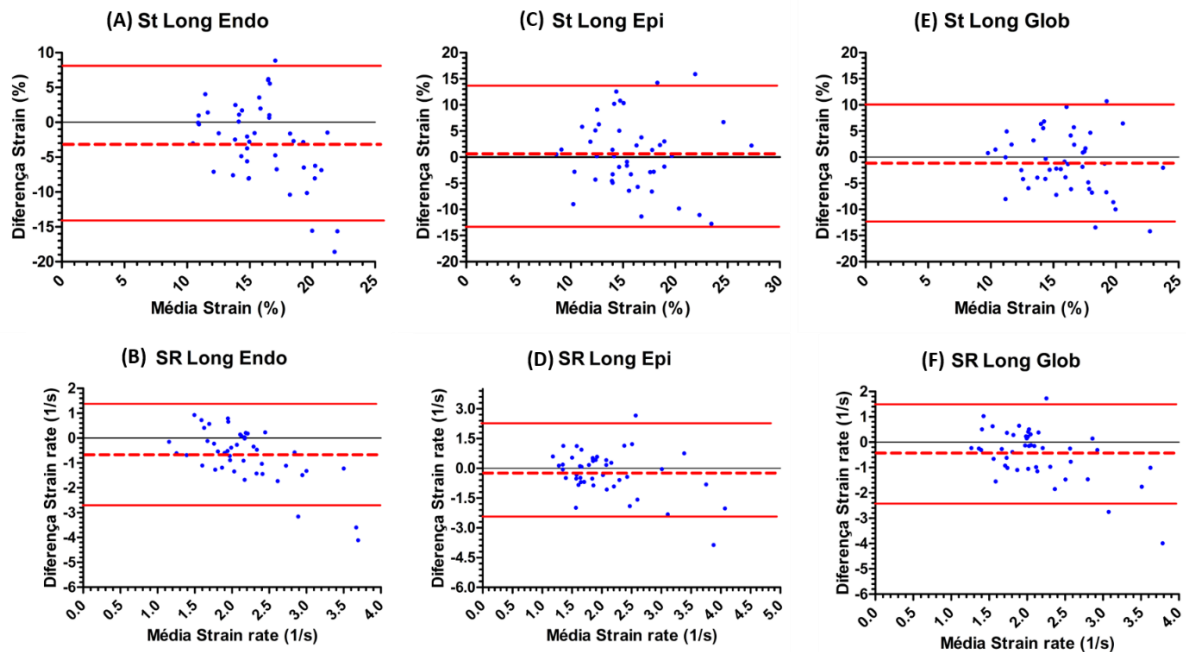 (A) St Long Endo
Diferença Strain (%)
10
5
0
-5
-10
-15
-20
0 5 10 15 20 25
Média Strain (%)
(C) St Long Epi
Diferença Strain (%)
20
15
10
5
0
-5
-10
-15
-20
0 5 10 15 20 25 30
Média Strain (%)
(E) St Long Glob
Diferença Strain (%)
20
15
10
5
0
-5
-10
-15
-20
0 5 10 15 20 25
Média Strain (%)
(B) SR Long Endo
Diferença Strain rate (1/s)
2
1
0
-1
-2
-3
-4
-5
-6
0.0 0.5 1.0 1.5 2.0 2.5 3.0 3.5 4.0
Média Strain rate (1/s)
(D) SR Long Epi
Diferença Strain rate (1/s)
3.0
1.5
0.0
-1.5
-3.0
-4.5
-6.0
0.0 0.5 1.0 1.5 2.0 2.5 3.0 3.5 4.0 4.5 5.0
Média Strain rate (1/s)
(F) SR Long Glob
Diferença Strain rate (1/s)
2
1
0
-1
-2
-3
-4
-5
-6
0.0 0.5 1.0 1.5 2.0 2.5 3.0 3.5 4.0
Média Strain rate (1/s)